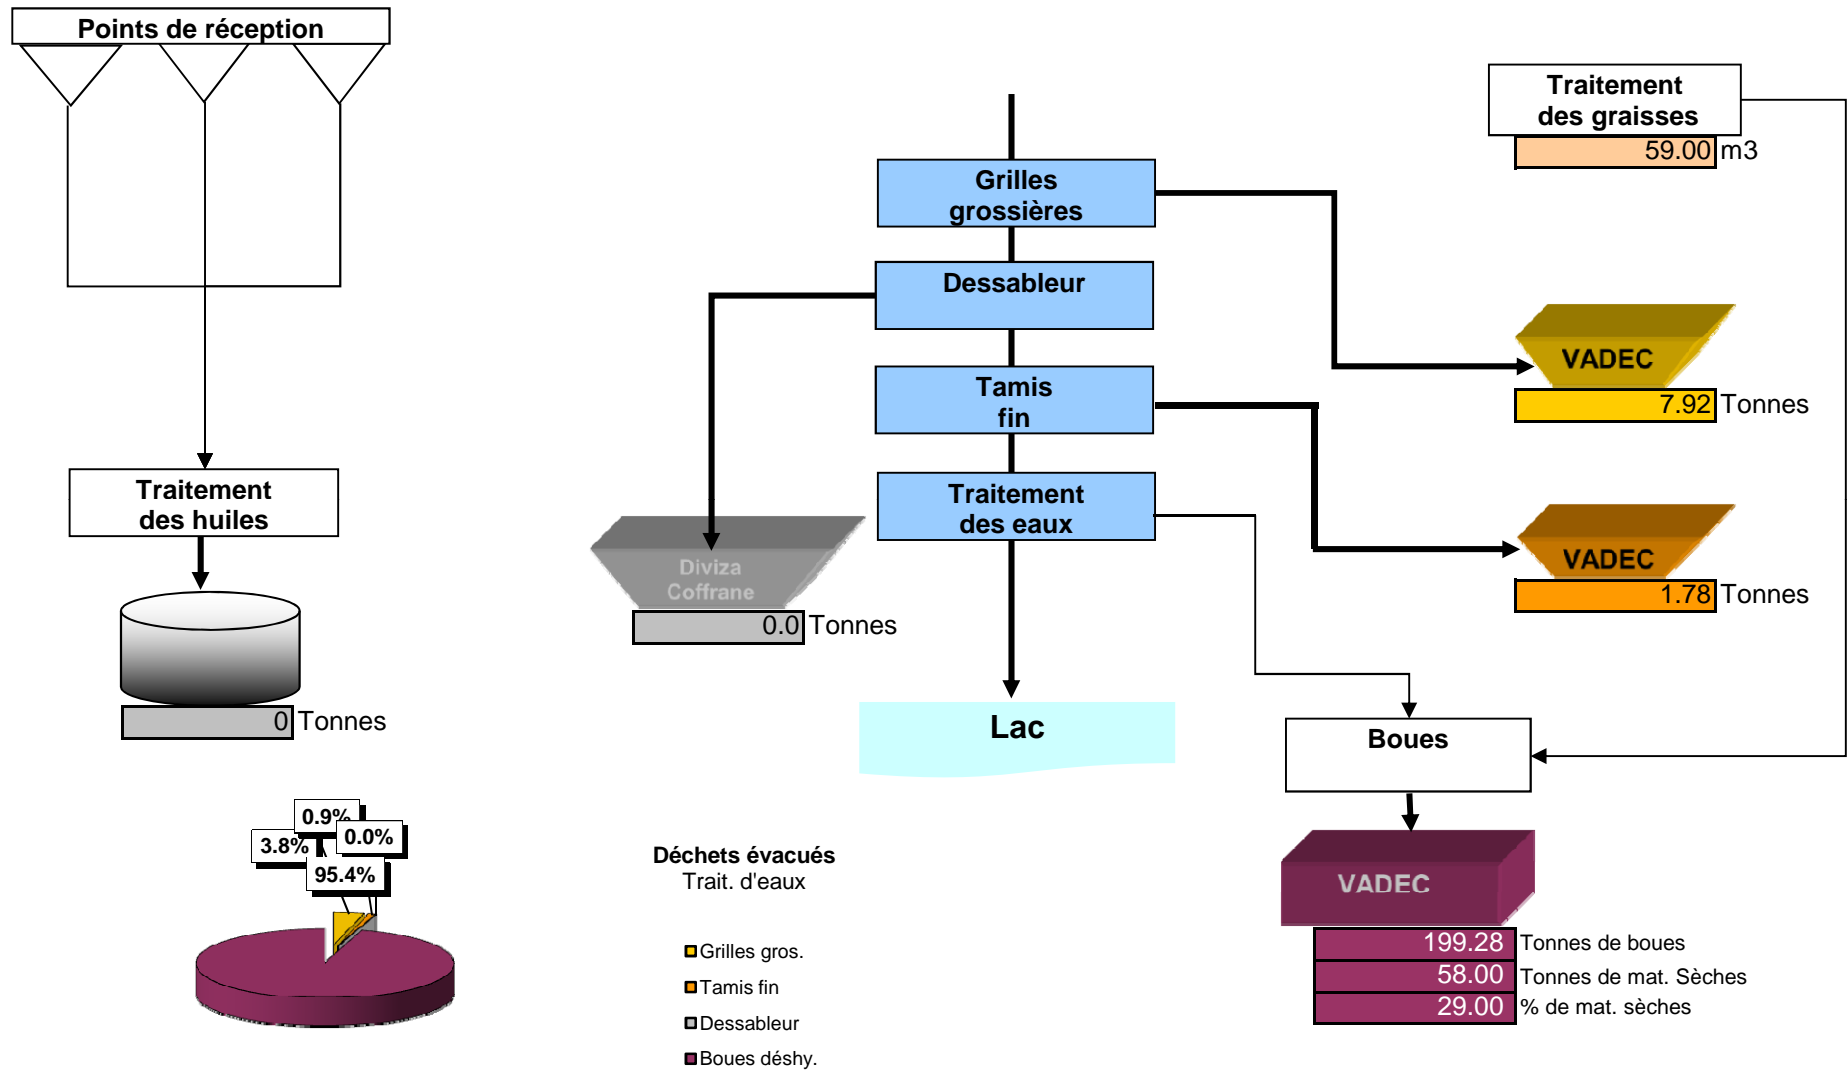 Points de réception
Traitement
des graisses
59.00 m3
Grilles
grossières
Dessableur
VADEC
7.92 Tonnes
Tamis
fin
Traitement
des huiles
Traitement
des eaux
Diviza
Coffrane
0.0 Tonnes
VADEC
1.78 Tonnes
0 Tonnes
Lac
Boues
0.9%
3.8%
0.0%
95.4%
Déchets évacués
Trait. d'eaux
Grilles gros.
Tamis fin
Dessableur
Boues déshy.
VADEC
199.28 Tonnes de boues
58.00 Tonnes de mat. Sèches
29.00 % de mat. sèches